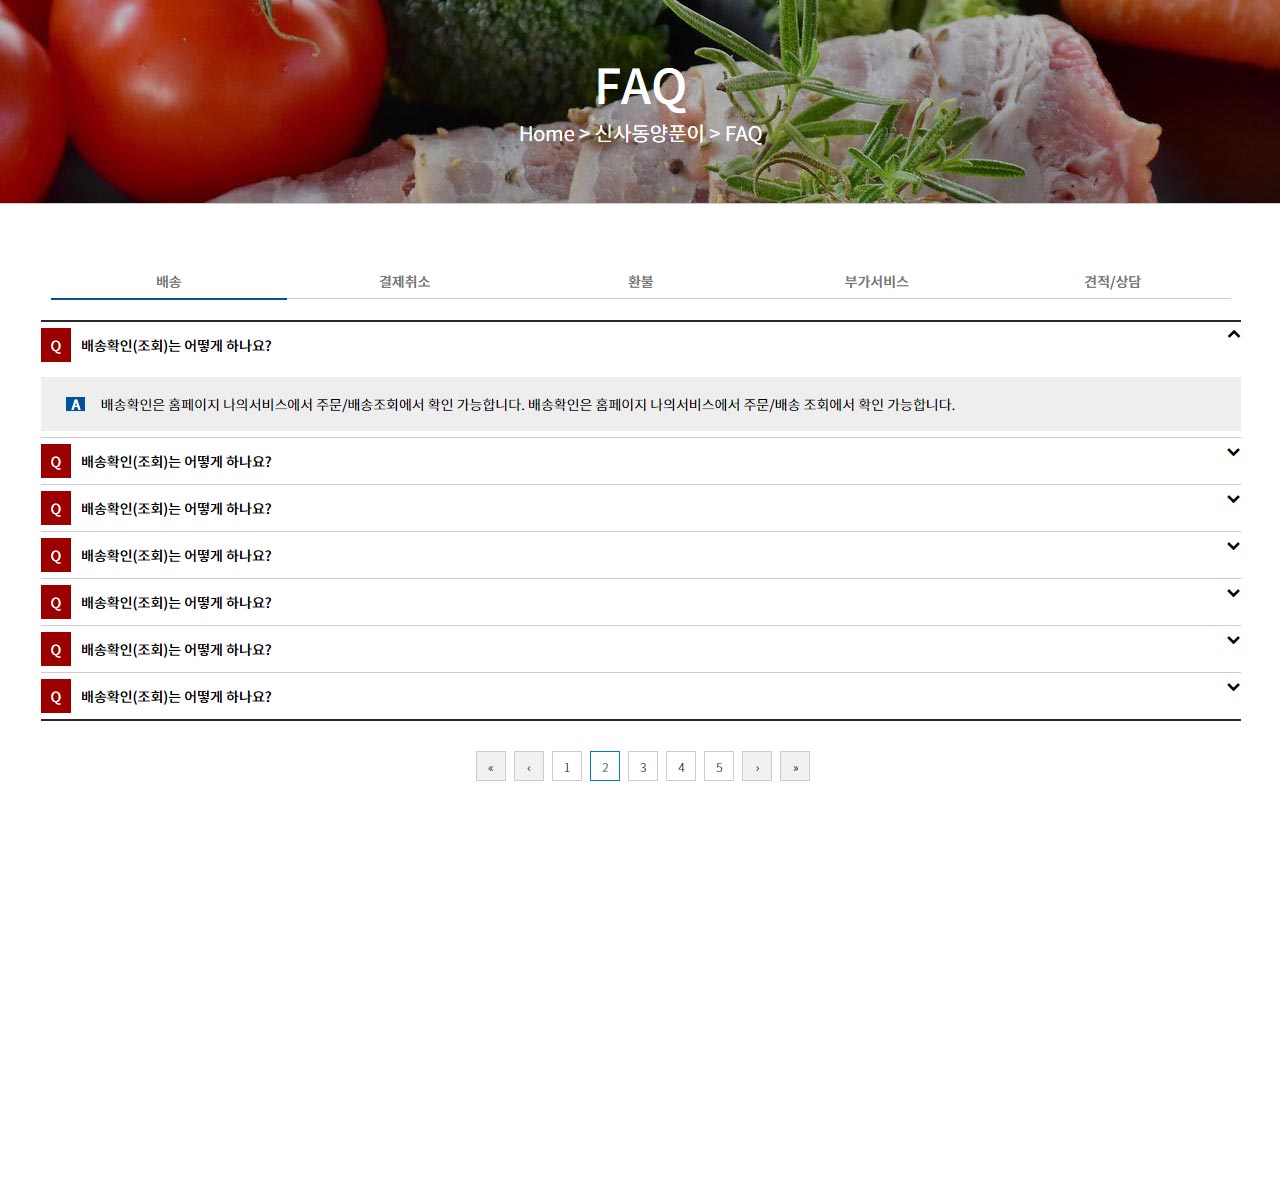 FAQ
Home > 신사동양푼이 > FAQ
배송 결제취소 환불 부가서비스 견적/상담
Q 배송확인(조회)는 어떻게 하나요?
A 배송확인은 홈페이지 나의서비스에서 주문/배송조회에서 확인 가능합니다. 배송확인은 홈페이지 나의서비스에서 주문/배송 조회에서 확인 가능합니다.
Q 배송확인(조회)는 어떻게 하나요?
Q 배송확인(조회)는 어떻게 하나요?
Q 배송확인(조회)는 어떻게 하나요?
Q 배송확인(조회)는 어떻게 하나요?
Q 배송확인(조회)는 어떻게 하나요?
Q 배송확인(조회)는 어떻게 하나요?
« ‹ 1 2 3 4 5 › »